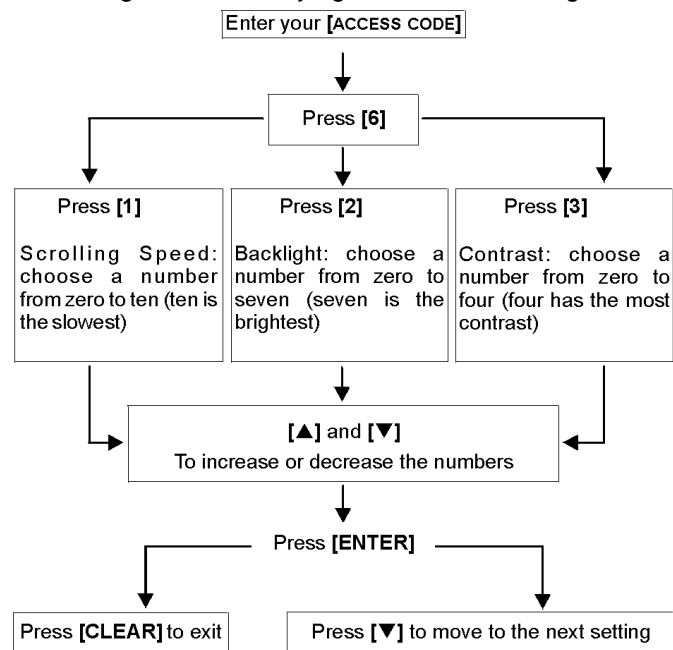 Enter your [ACCESS CODE]
Press [6]
Press [1]
Scrolling Speed:
choose a number
from zero to ten (ten is
the slowest)
Press [2]
Backlight: choose a
number from zero to
seven (seven is the
brightest)
Press [3]
Contrast: choose a
number from zero to
four (four has the most
contrast)
[▲] and [▼]
To increase or decrease the numbers
Press [ENTER]
Press [CLEAR] to exit
Press [▼] to move to the next setting